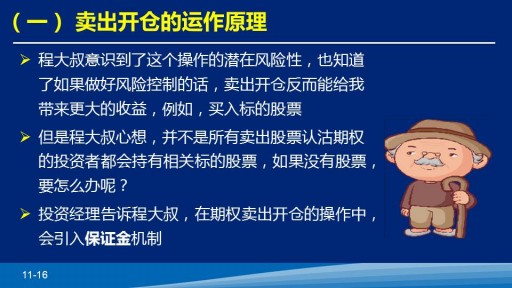 （一） 卖出开仓的运作原理
➢ 程大叔意识到了这个操作的潜在风险性，也知道
了如果做好风险控制的话，卖出开仓反而能给我
带来更大的收益，例如，买入标的股票
➢ 但是程大叔心想，并不是所有卖出股票认沽期权
的投资者都会持有相关标的股票，如果没有股票，
要怎么办呢？
➢ 投资经理告诉程大叔，在期权卖出开仓的操作中，
会引入保证金机制
11-16